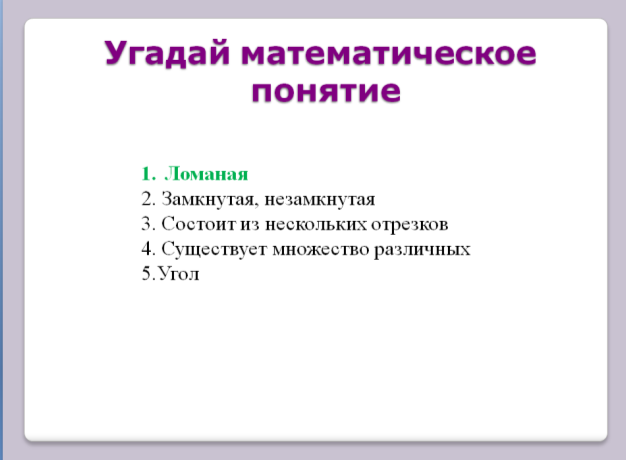 Угадай математическое
понятие
1. Ломаная
2. Замкнутая, незамкнутая
3. Состоит из нескольких отрезков
4. Существует множество различных
5.Угол